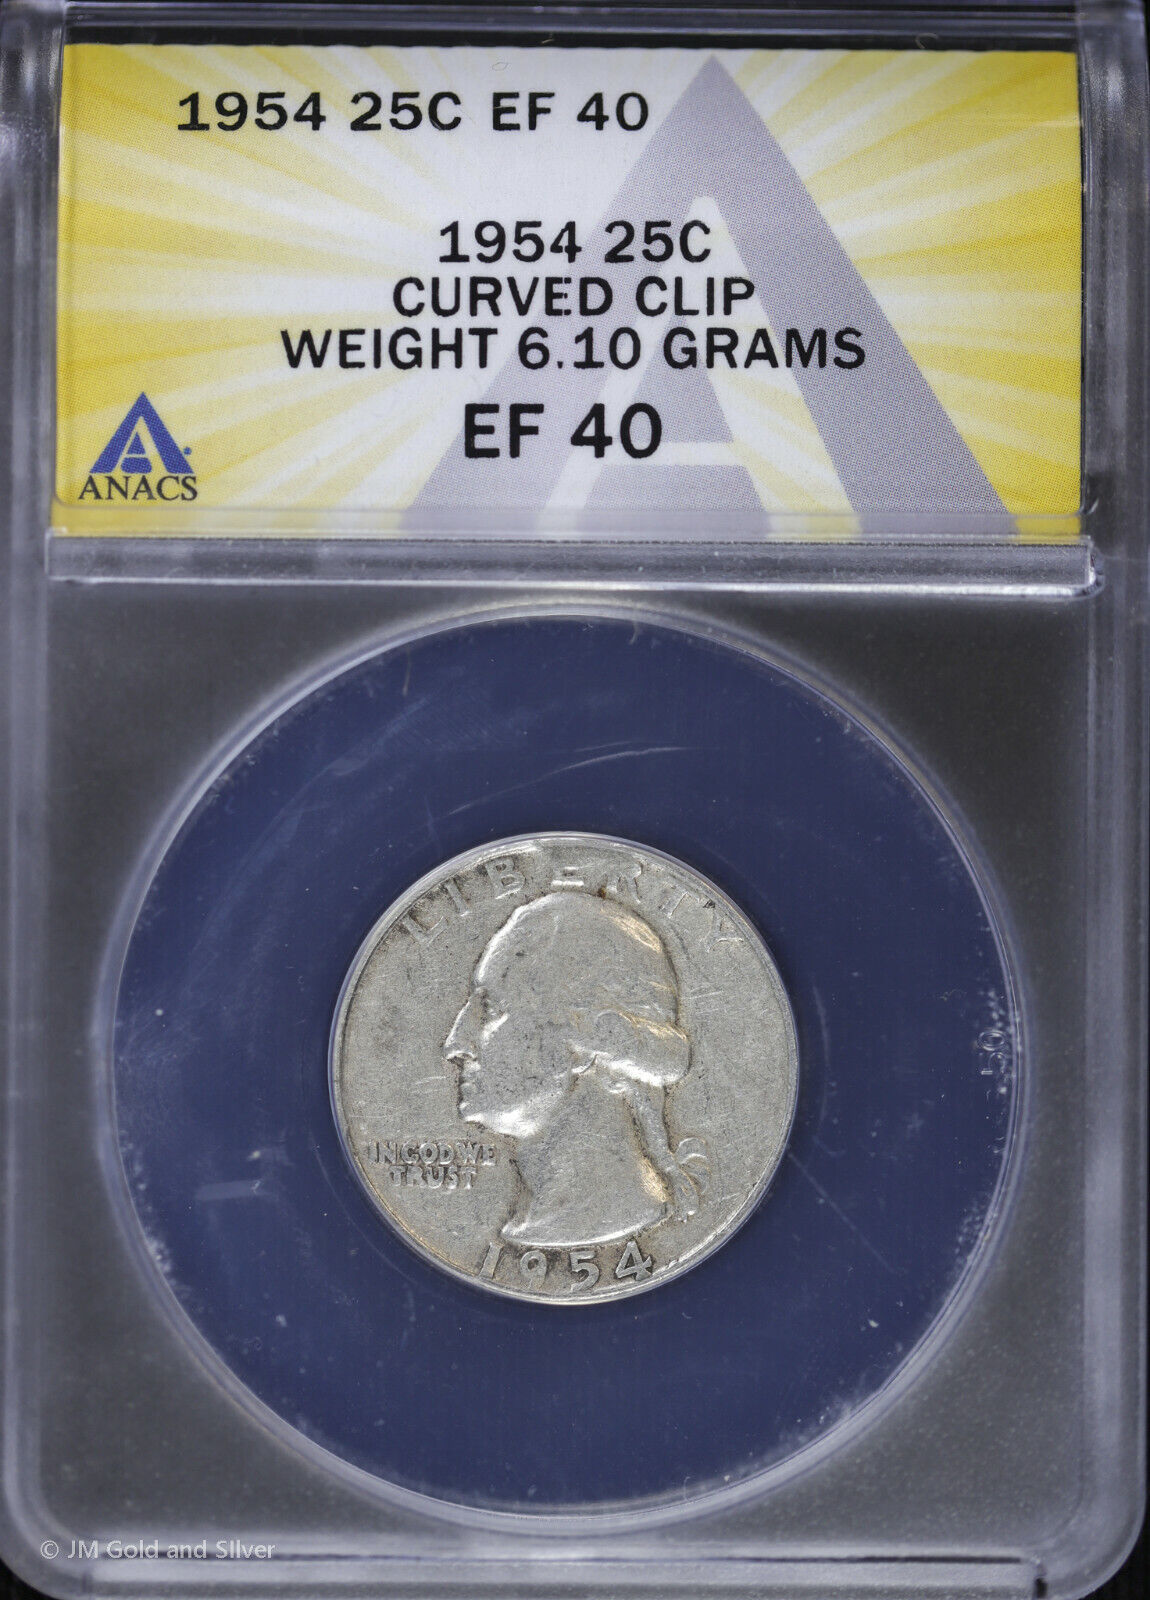 1954 25C EF 40
1954 25C
CURVED CLIP
WEIGHT 6.10 GRAMS
EF 40
ANACS
LIBERTY
IN GOD WE
TRUST
1954
50
© JM Gold and Silver